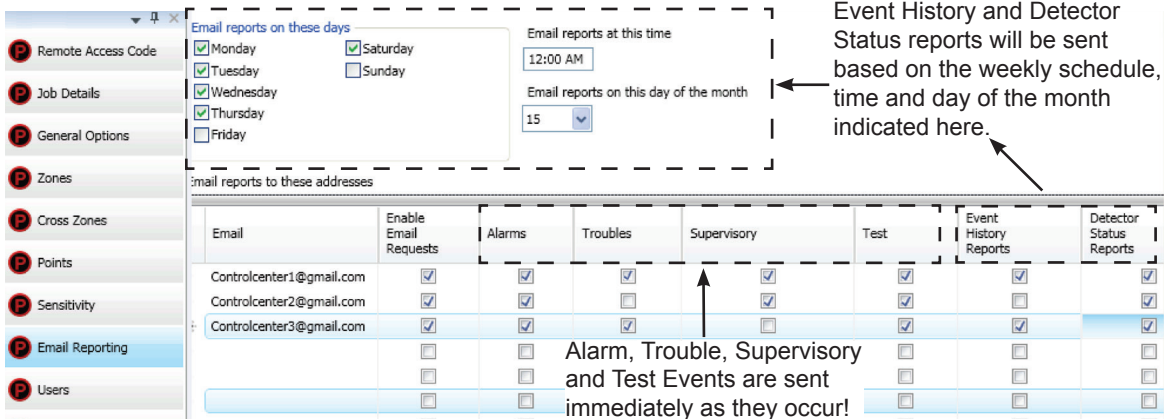 Remote Access Code
Job Details
General Options
Zones
Cross Zones
Points
Sensitivity
Email Reporting
Users
Email reports on these days
Monday
Saturday
Tuesday
Sunday
Wednesday
Thursday
Friday
Email reports at this time
12:00 AM
Email reports on this day of the month
15
Event History and Detector
Status reports will be sent
based on the weekly schedule,
time and day of the month
indicated here.
Email reports to these addresses
Email
Enable
Email
Requests
Alarms
Troubles
Supervisory
Test
Event
History
Reports
Detector
Status
Reports
Controlcenter1@gmail.com
Controlcenter2@gmail.com
Controlcenter3@gmail.com
Alarm, Trouble, Supervisory
and Test Events are sent
immediately as they occur!